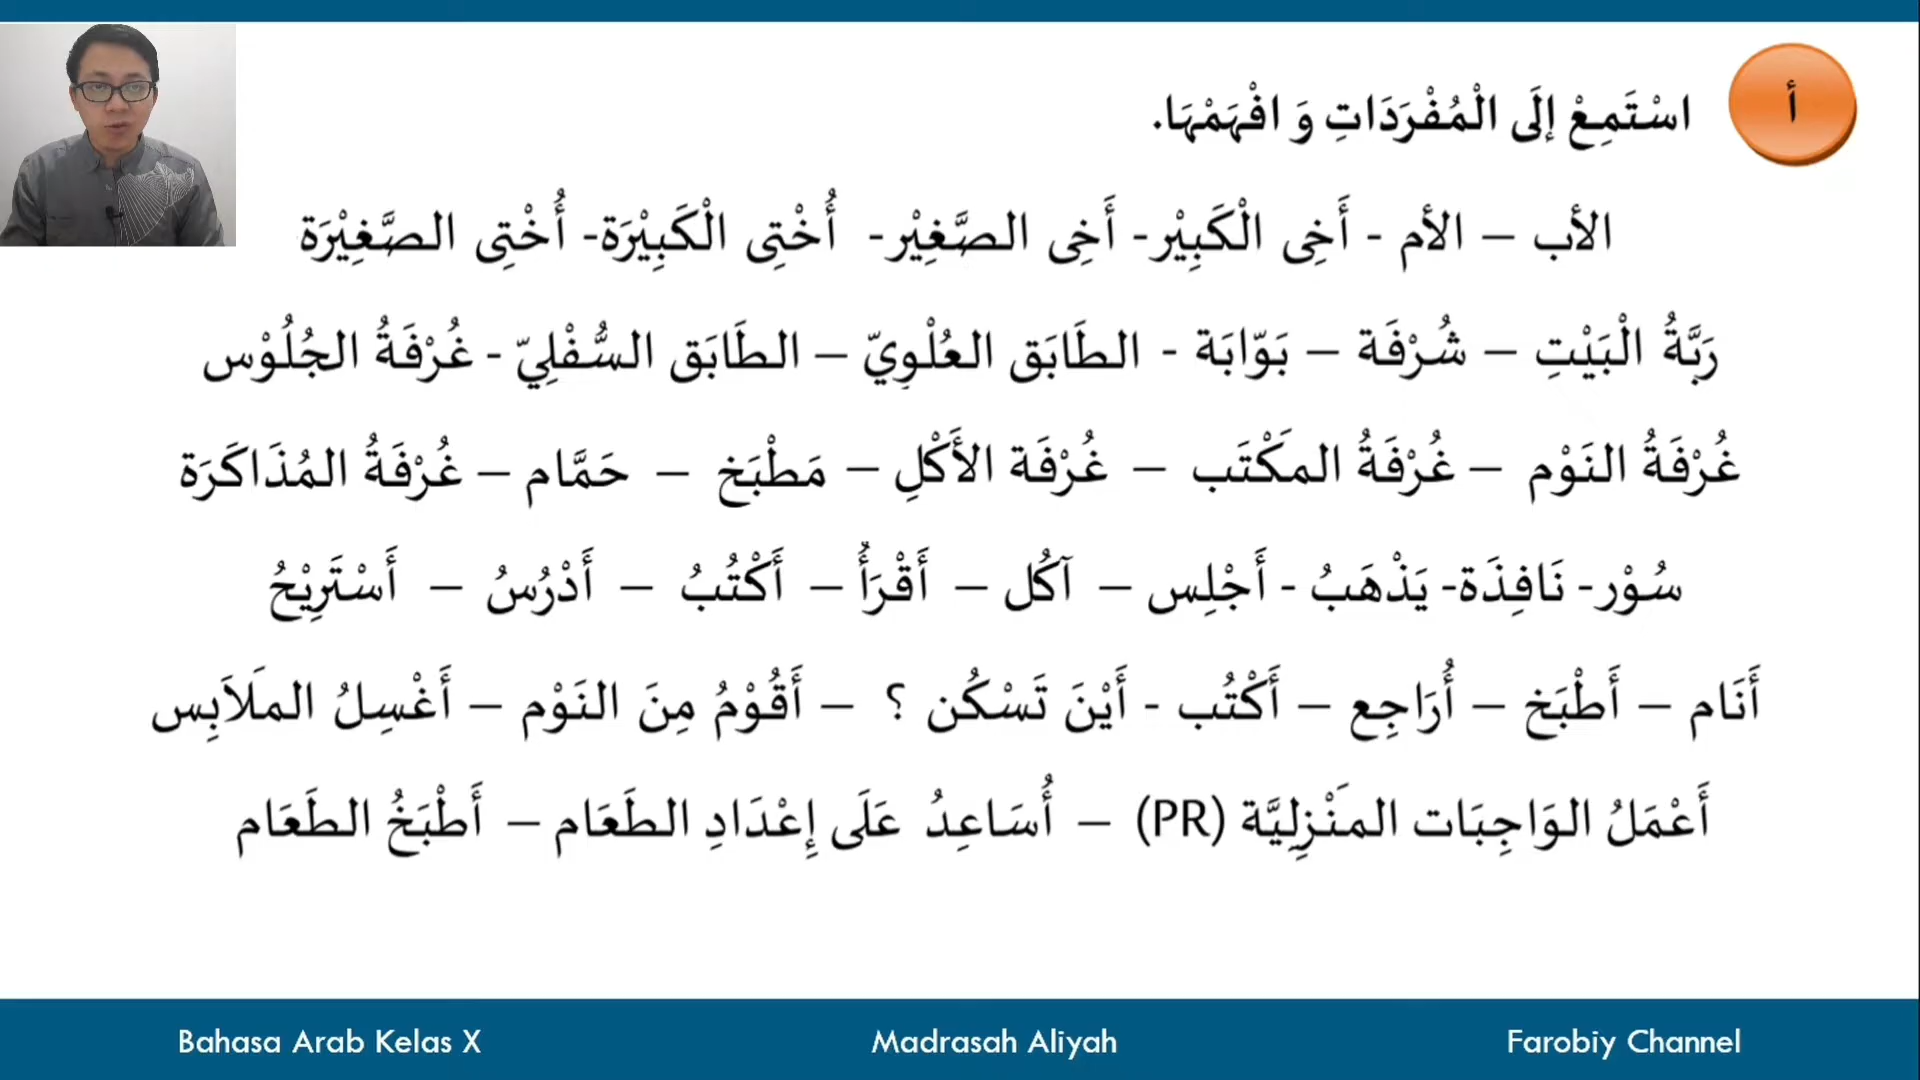 أ
اسْتَمِعْ إلَى الْمُفْرَدَاتِ وَ افْهَمْهَا.
الأب – الأم - أَخِى الْكَبِيْر- أَخِى الصَّغِيْر- أُخْتِى الْكَبِيْرَة- أُخْتِى الصَّغِيْرَة
رَبَّةُ الْبَيْتِ – شُرْفَة – بَوّابَة - الطَابَق العُلْوِيّ – الطَابَق السُّفْلِيّ - غُرْفَةُ الجُلُوْس
غُرْفَةُ النَوْم – غُرْفَةُ المَكْتَب – غُرْفَة الأَكْلِ – مَطْبَخ – حَمَّام – غُرْفَةُ المُذَاكَرَة
سُوْر- نَافِذَة- يَذْهَبُ - أَجْلِس – آكُل – أَقْرَأُ – أَكْتُبُ – أَدْرُسُ – أَسْتَرِيْحُ
أَنَام – أَطْبَخ – أُرَاجِع – أَكْتُب - أَيْنَ تَسْكُن ؟ – أَقُوْمُ مِنَ النَوْم – أَغْسِلُ المَلاَبِس
أَعْمَلُ الوَاجِبَات المَنْزِلِيَّة (PR) – أُسَاعِدُ عَلَى إِعْدَادِ الطَعَام – أَطْبَخُ الطَعَام
Bahasa Arab Kelas X Madrasah Aliyah Farobiy Channel